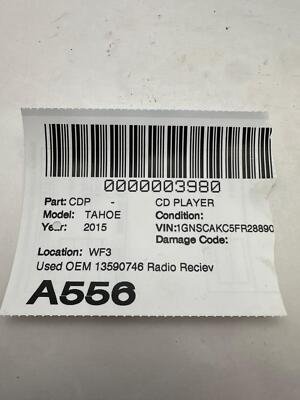 0000003980
Part: CDP - CD PLAYER
Model: TAHOE Condition:
Year: 2015 VIN:1GNSCAKC5FR28890
Damage Code:
Location: WF3
Used OEM 13590746 Radio Reciev
A556